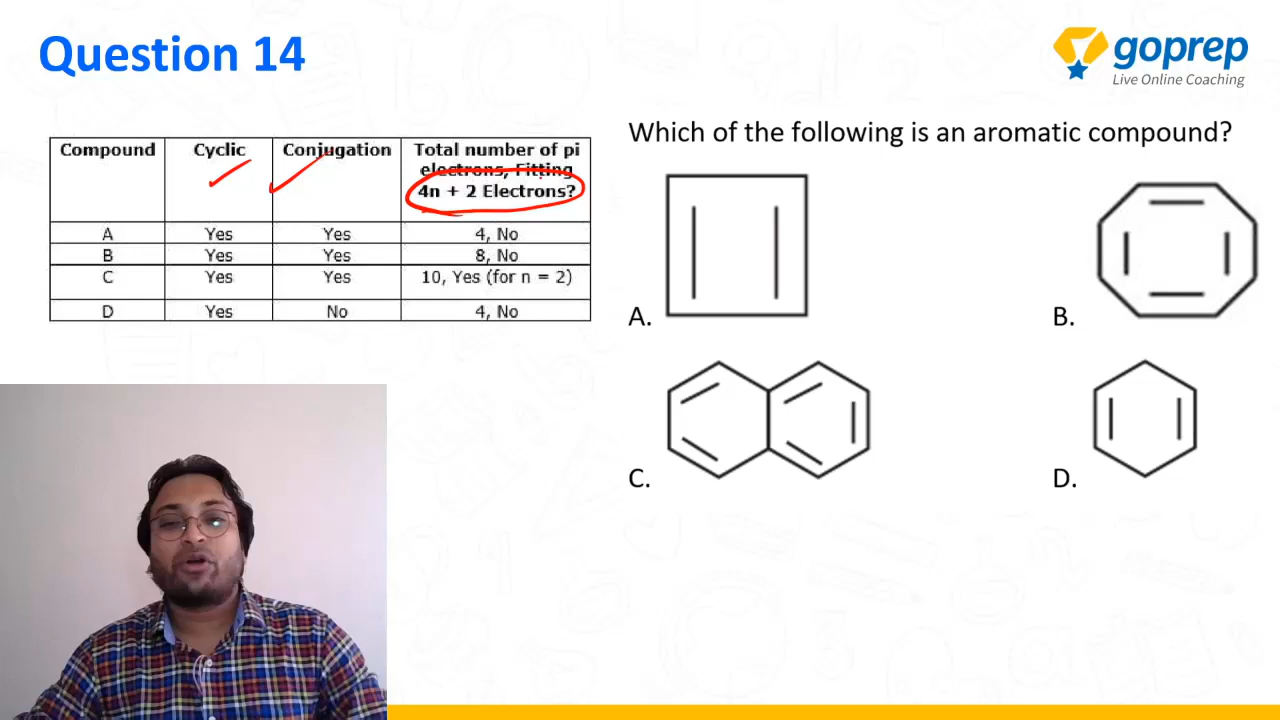 Question 14
goprep
Live Online Coaching
Compound Cyclic Conjugation Total number of pi
electrons, Fitting
4n + 2 Electrons?
A Yes Yes 4, No
B Yes Yes 8, No
C Yes Yes 10, Yes (for n = 2)
D Yes No 4, No
Which of the following is an aromatic compound?
A.
B.
C.
D.